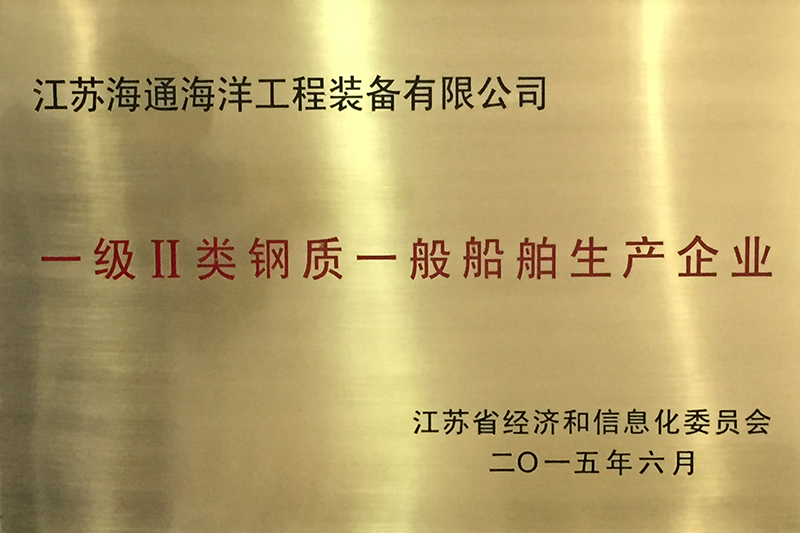 江苏海通海洋工程装备有限公司
一级II类钢质一般船舶生产企业
江苏省经济和信息化委员会
二〇一五年六月